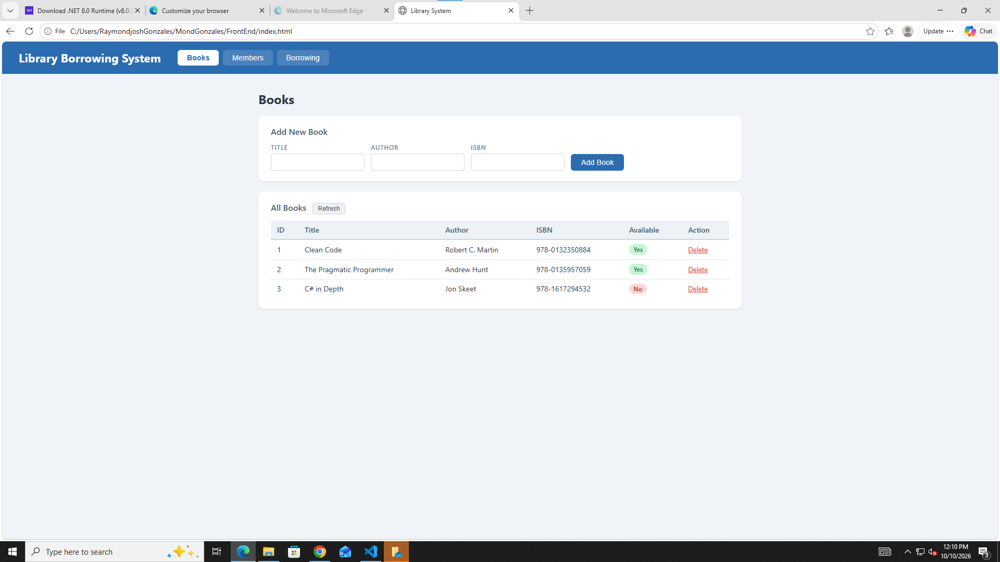 Download .NET 8.0 Runtime (v8.0.
Customize your browser
Welcome to Microsoft Edge
Library System
File C:/Users/RaymondjoshGonzales/MondGonzales/FrontEnd/index.html
Update
Chat
Library Borrowing System
Books
Members
Borrowing
Books
Add New Book
TITLE AUTHOR ISBN
Add Book
All Books Refresh
ID Title Author ISBN Available Action
1 Clean Code Robert C. Martin 978-0132350884 Yes Delete
2 The Pragmatic Programmer Andrew Hunt 978-0135957059 Yes Delete
3 C# in Depth Jon Skeet 978-1617294532 No Delete
Type here to search
12:10 PM
10/10/2026
3